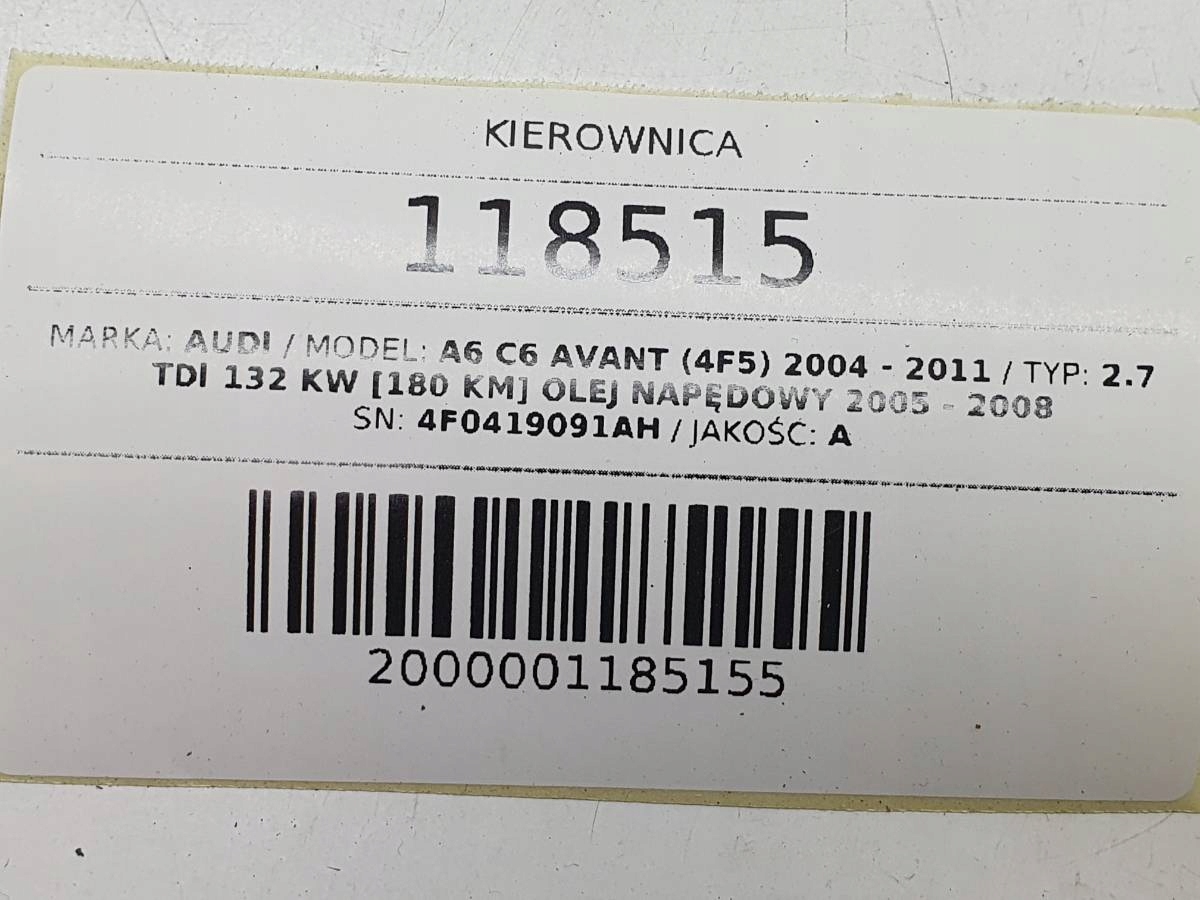 KIEROWNICA
118515
MARKA: AUDI / MODEL: A6 C6 AVANT (4F5) 2004 - 2011 / TYP: 2.7
TDI 132 KW [180 KM] OLEJ NAPĘDOWY 2005 - 2008
SN: 4F0419091AH / JAKOŚĆ: A
2000001185155